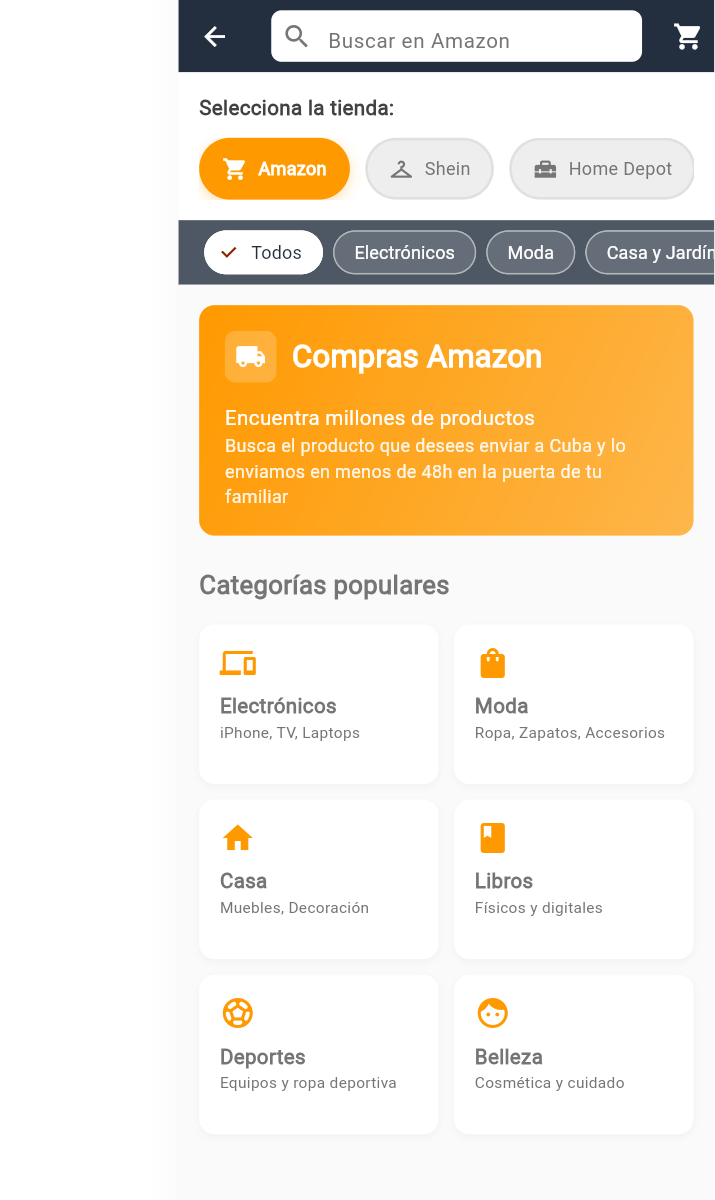 Buscar en Amazon
Selecciona la tienda:
Amazon
Shein
Home Depot
Todos
Electrónicos
Moda
Casa y Jardín
Compras Amazon
Encuentra millones de productos
Busca el producto que desees enviar a Cuba y lo
enviamos en menos de 48h en la puerta de tu
familiar
Categorías populares
Electrónicos
iPhone, TV, Laptops
Moda
Ropa, Zapatos, Accesorios
Casa
Muebles, Decoración
Libros
Físicos y digitales
Deportes
Equipos y ropa deportiva
Belleza
Cosmética y cuidado